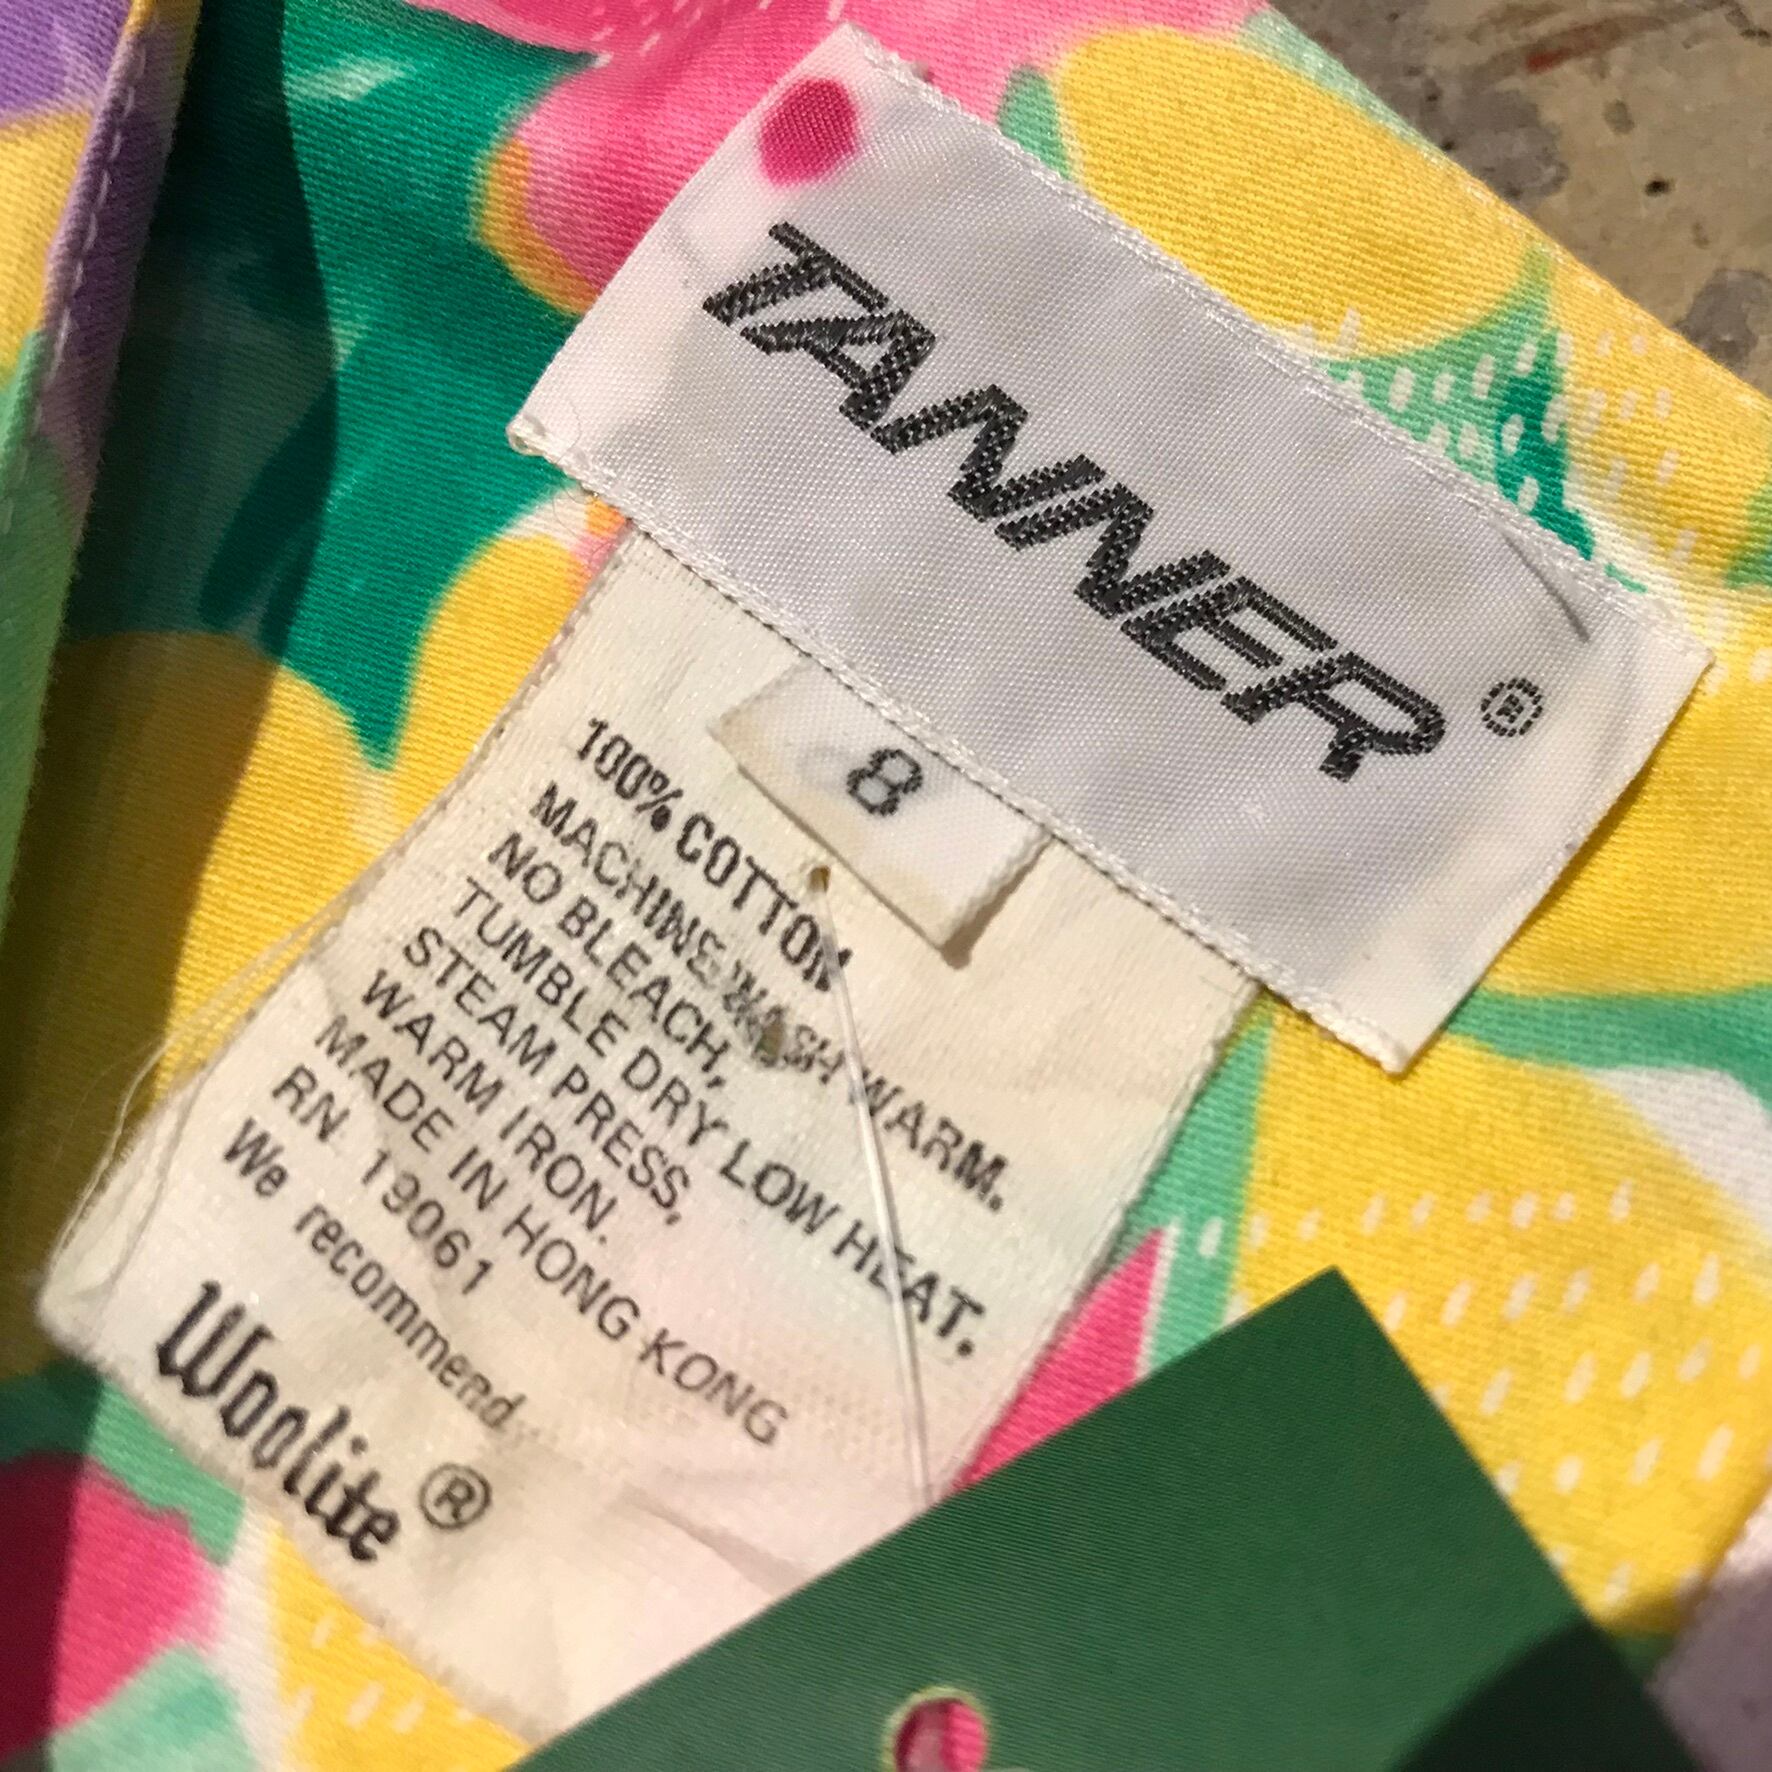 TANNER ®
8
100% COTTON
MACHINE WASH WARM.
NO BLEACH,
TUMBLE DRY LOW HEAT.
STEAM PRESS,
WARM IRON.
MADE IN HONG KONG
RN 19061
We recommend
Woolite ®